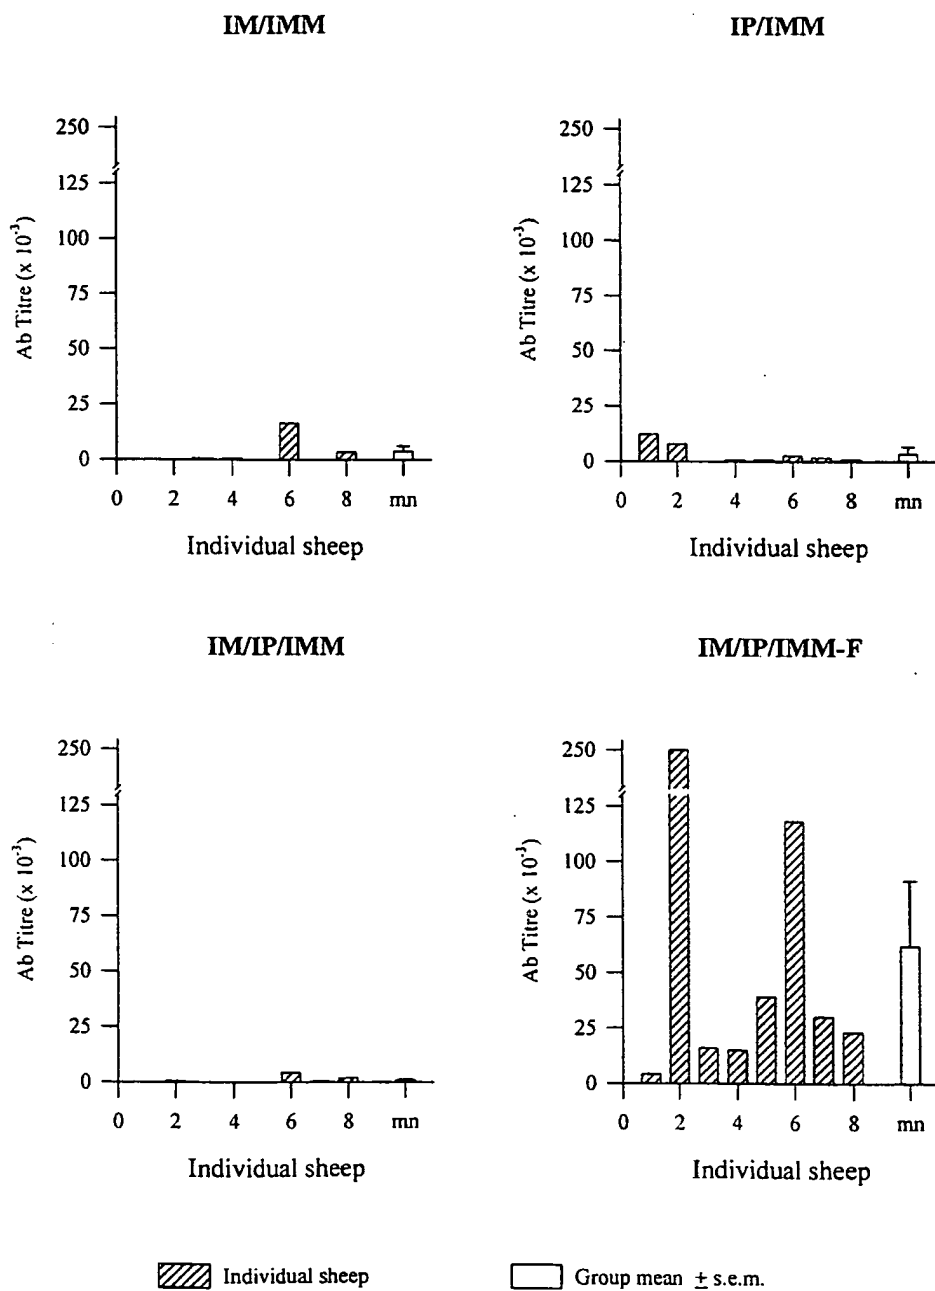 IM/IMM
IP/IMM
250
125
100
75
50
25
0
Ab Titre (x 10⁻³)
0 2 4 6 8 mn
Individual sheep
250
125
100
75
50
25
0
Ab Titre (x 10⁻³)
0 2 4 6 8 mn
Individual sheep
IM/IP/IMM
IM/IP/IMM-F
250
125
100
75
50
25
0
Ab Titre (x 10⁻³)
0 2 4 6 8 mn
Individual sheep
250
125
100
75
50
25
0
Ab Titre (x 10⁻³)
0 2 4 6 8 mn
Individual sheep
Individual sheep
Group mean ± s.e.m.